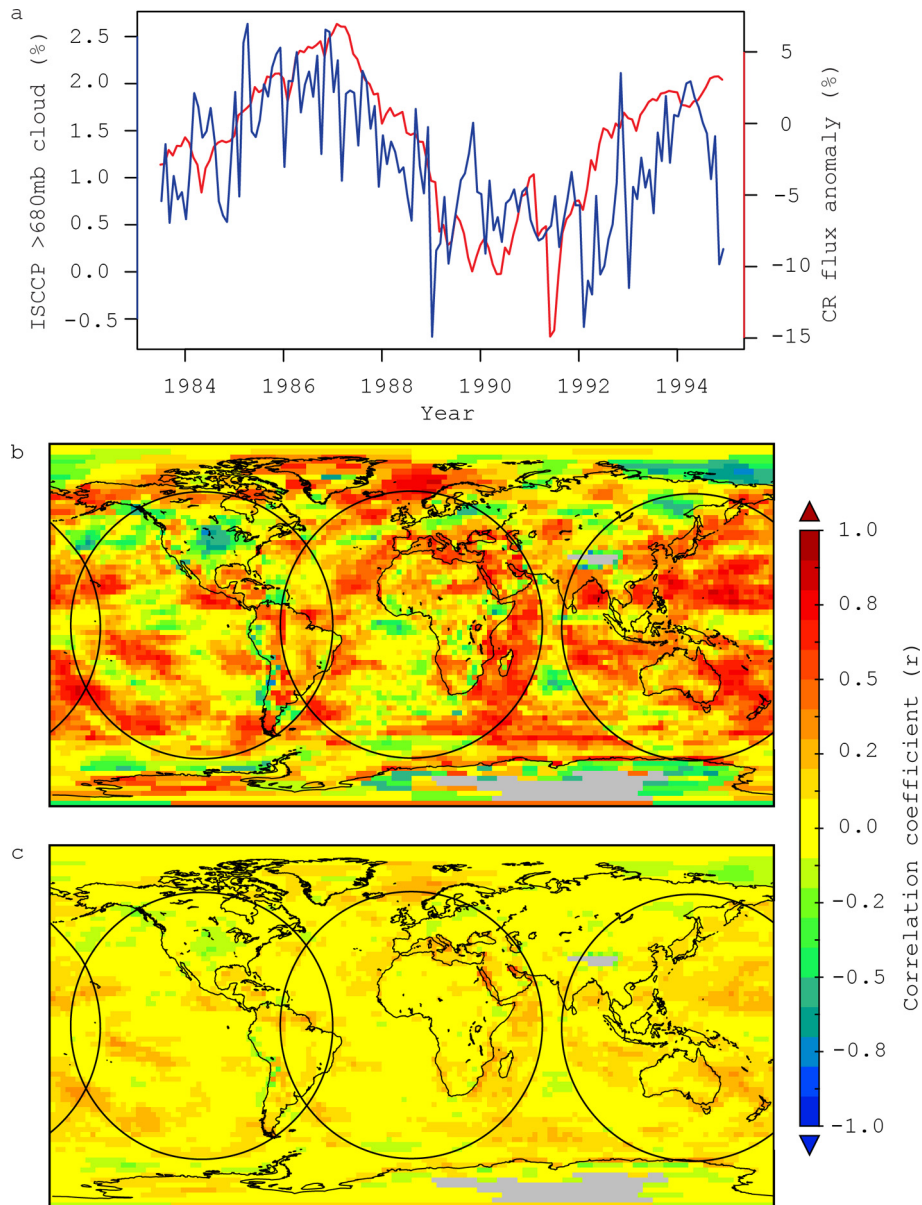 a
ISCCP >680mb cloud (%)
2.5
2.0
1.5
1.0
0.5
0.0
-0.5
5
0
-5
-10
-15
CR flux anomaly (%)
1984 1986 1988 1990 1992 1994
Year
b
c
1.0
0.8
0.5
0.2
0.0
-0.2
-0.5
-0.8
-1.0
Correlation coefficient (r)